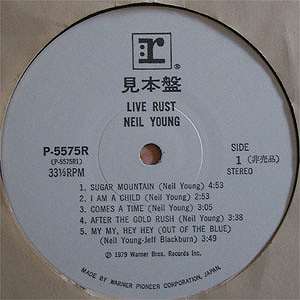 r®
見本盤
LIVE RUST
NEIL YOUNG
P-5575R
(P-5575R1)
33⅓RPM
SIDE
1 (非売品)
STEREO
1. SUGAR MOUNTAIN (Neil Young) 4:53
2. I AM A CHILD (Neil Young) 2:53
3. COMES A TIME (Neil Young) 3:05
4. AFTER THE GOLD RUSH (Neil Young) 3:38
5. MY MY, HEY HEY (OUT OF THE BLUE)
(Neil Young-Jeff Blackburn) 3:49
Ⓟ 1979 Warner Bros. Records Inc.
MADE BY WARNER PIONEER CORPORATION, JAPAN